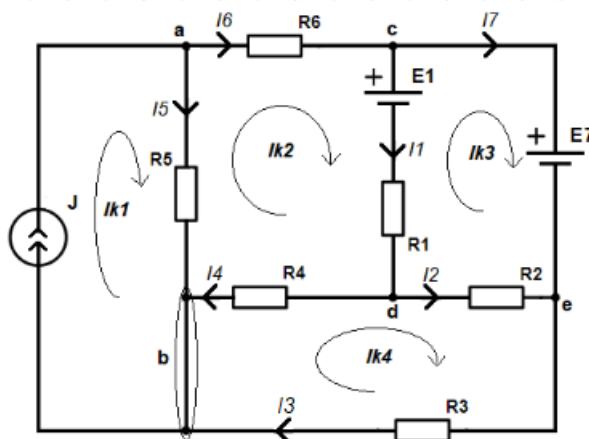 a I6 R6 c I7
+ E1
I5 + E7
R5 Ik2 I1 Ik3
J Ik1
R1
I4 R4 I2 R2
d e
b Ik4
I3 R3